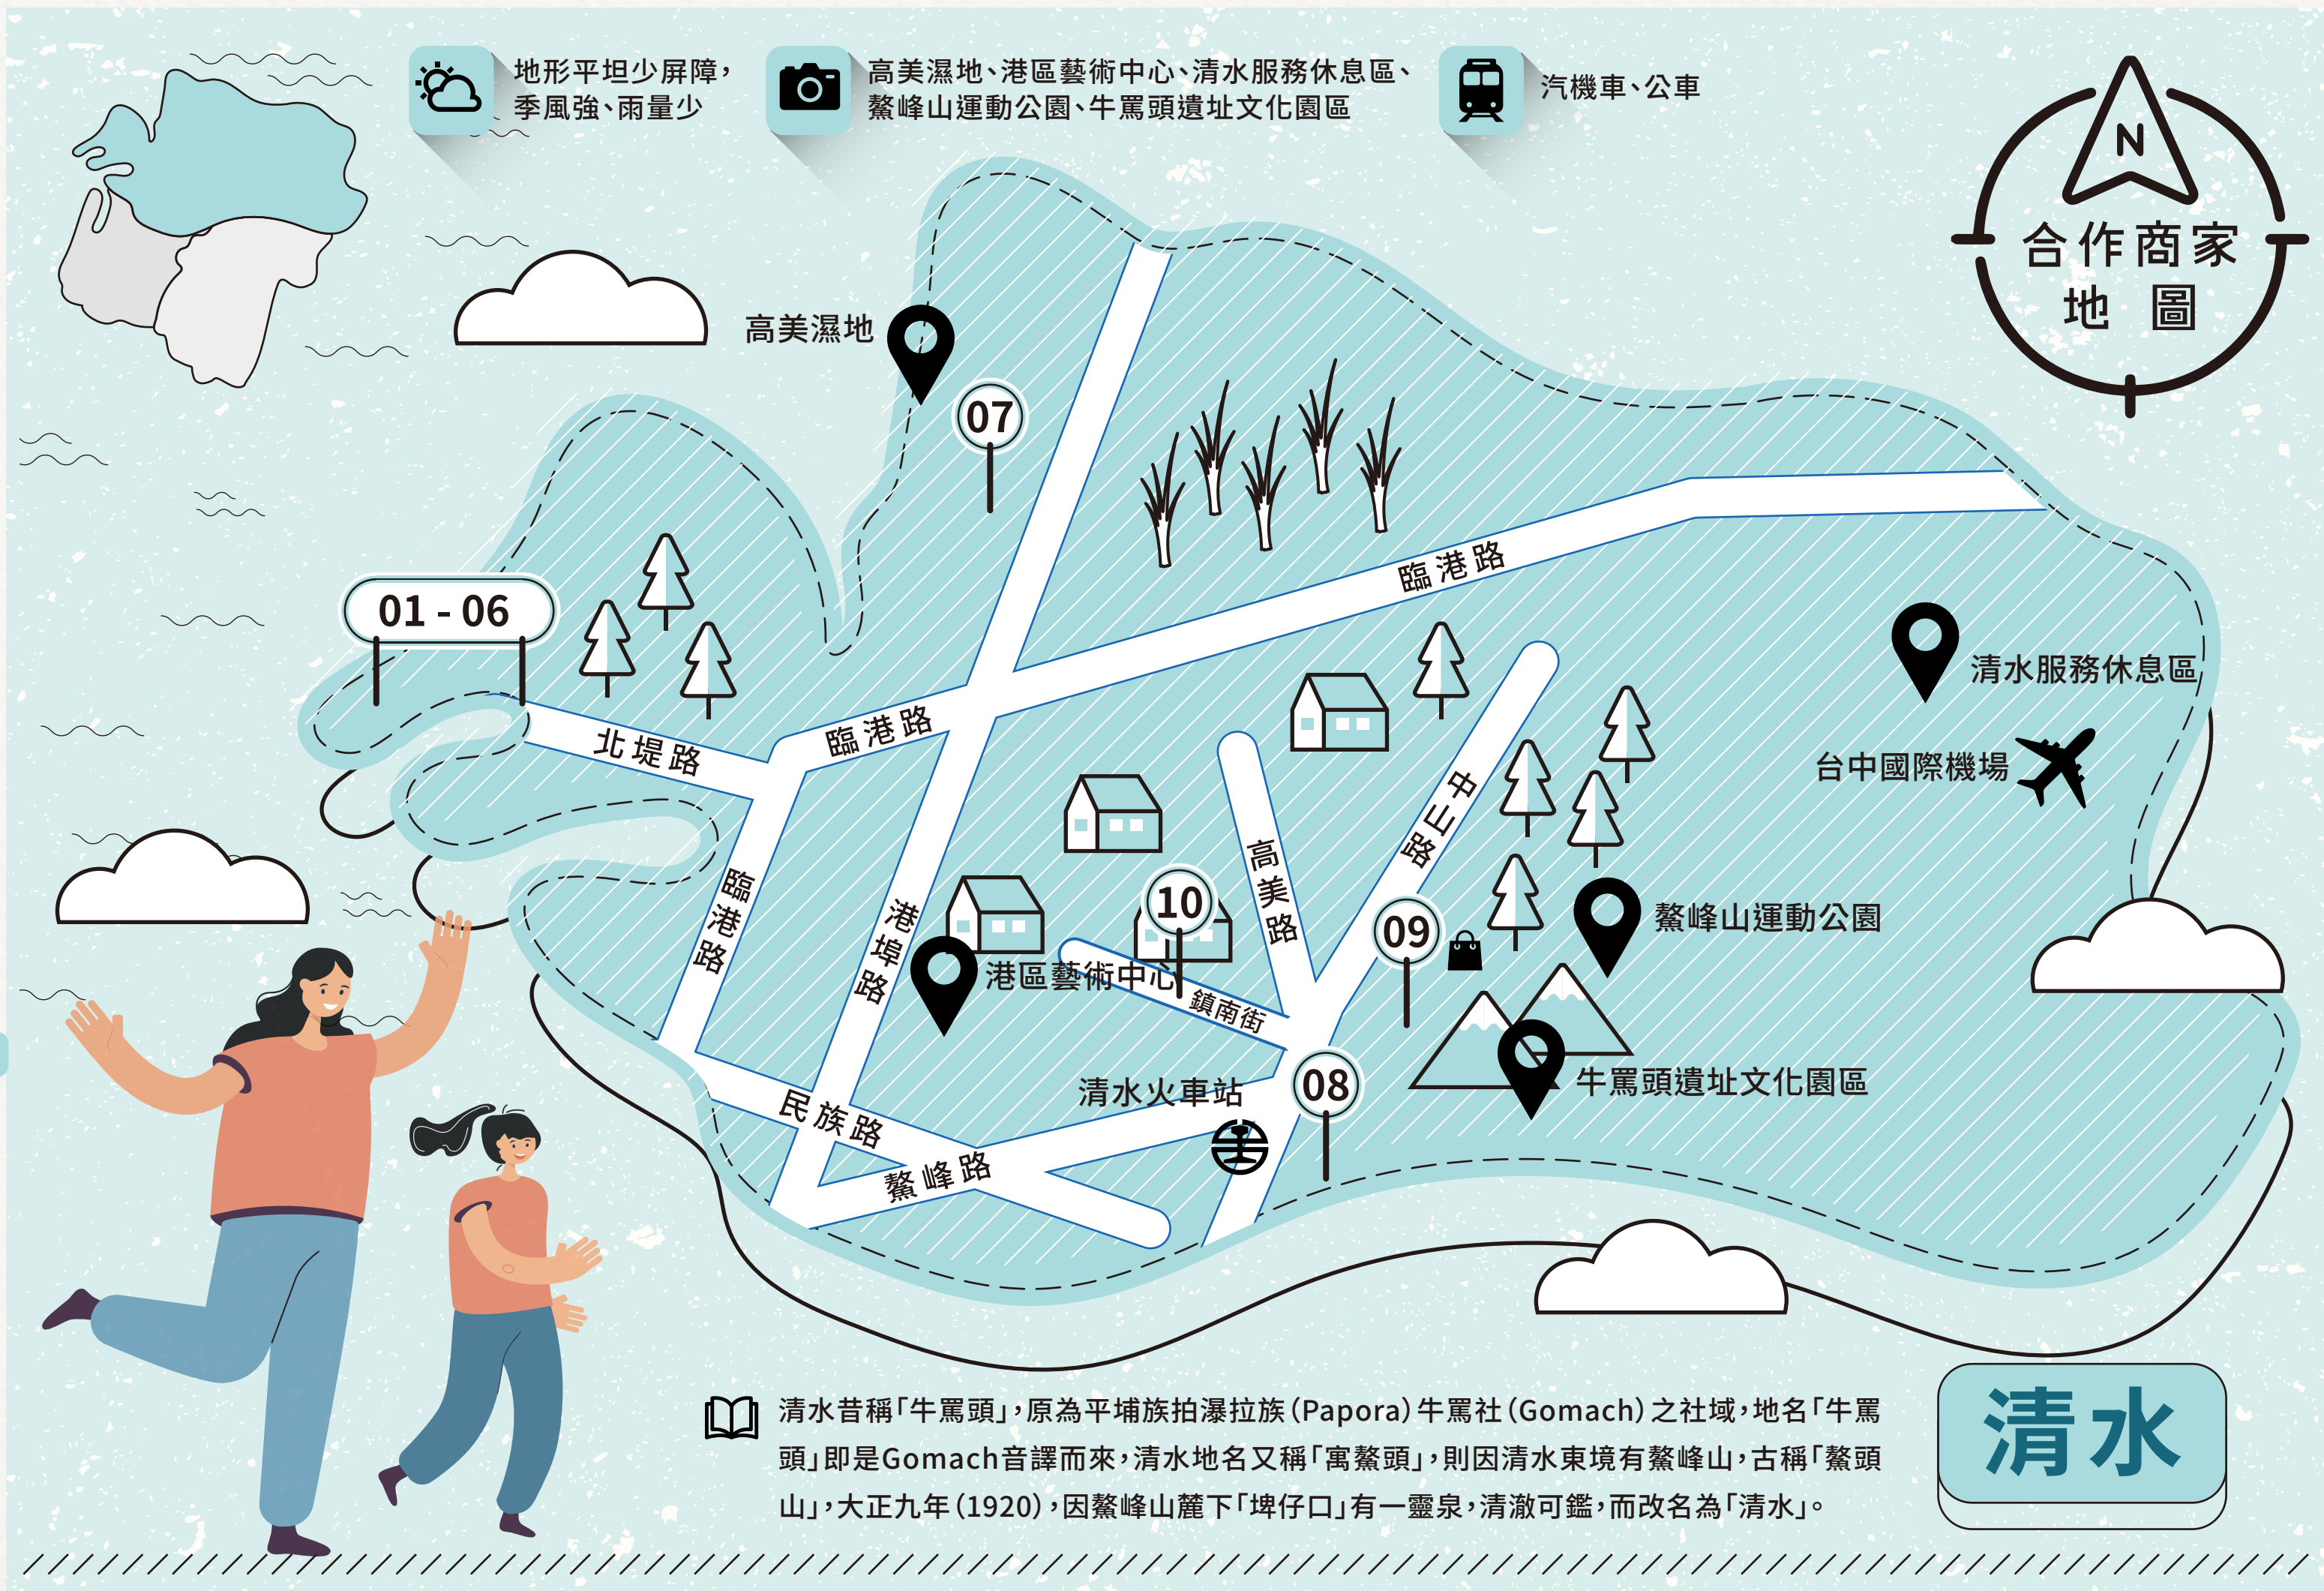 地形平坦少屏障，
季風強、雨量少
高美濕地、港區藝術中心、清水服務休息區、
鰲峰山運動公園、牛罵頭遺址文化園區
汽機車、公車
N
合作商家
地圖
高美濕地
07
臨港路
01 - 06
清水服務休息區
北堤路
臨港路
台中國際機場
中山路
高美路
臨港路
港埠路
10
09
鰲峰山運動公園
港區藝術中心
鎮南街
清水火車站
08
牛罵頭遺址文化園區
民族路
鰲峰路
清水昔稱「牛罵頭」，原為平埔族拍瀑拉族（Papora）牛罵社（Gomach）之社域，地名「牛罵
頭」即是Gomach音譯而來，清水地名又稱「寓鰲頭」，則因清水東境有鰲峰山，古稱「鰲頭
山」，大正九年（1920），因鰲峰山麓下「埤仔口」有一靈泉，清澈可鑑，而改名為「清水」。
清水